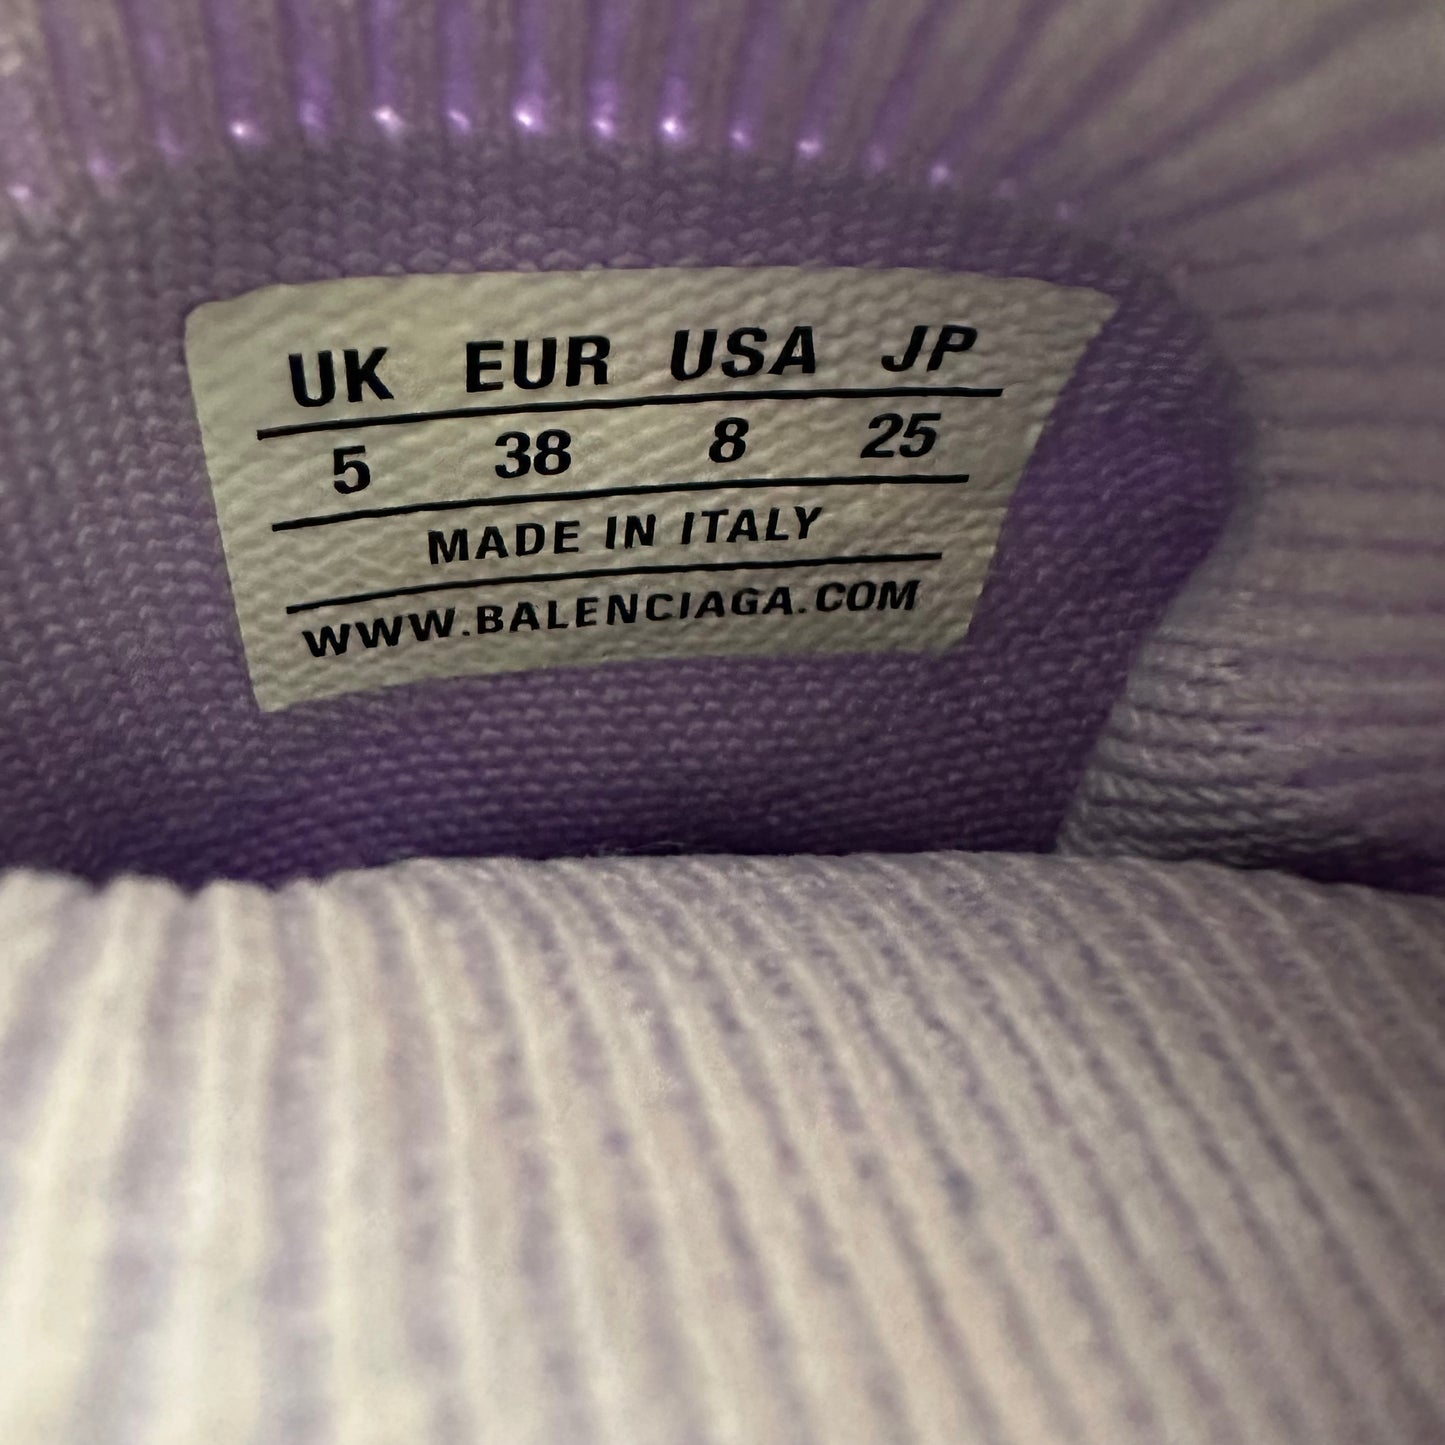 UK EUR USA JP
5 38 8 25
MADE IN ITALY
WWW.BALENCIAGA.COM